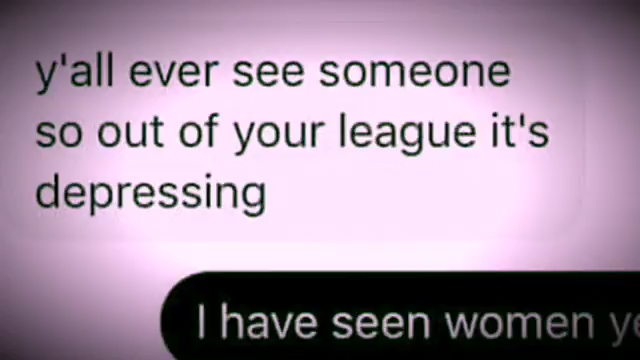 y'all ever see someone
so out of your league it's
depressing
I have seen women